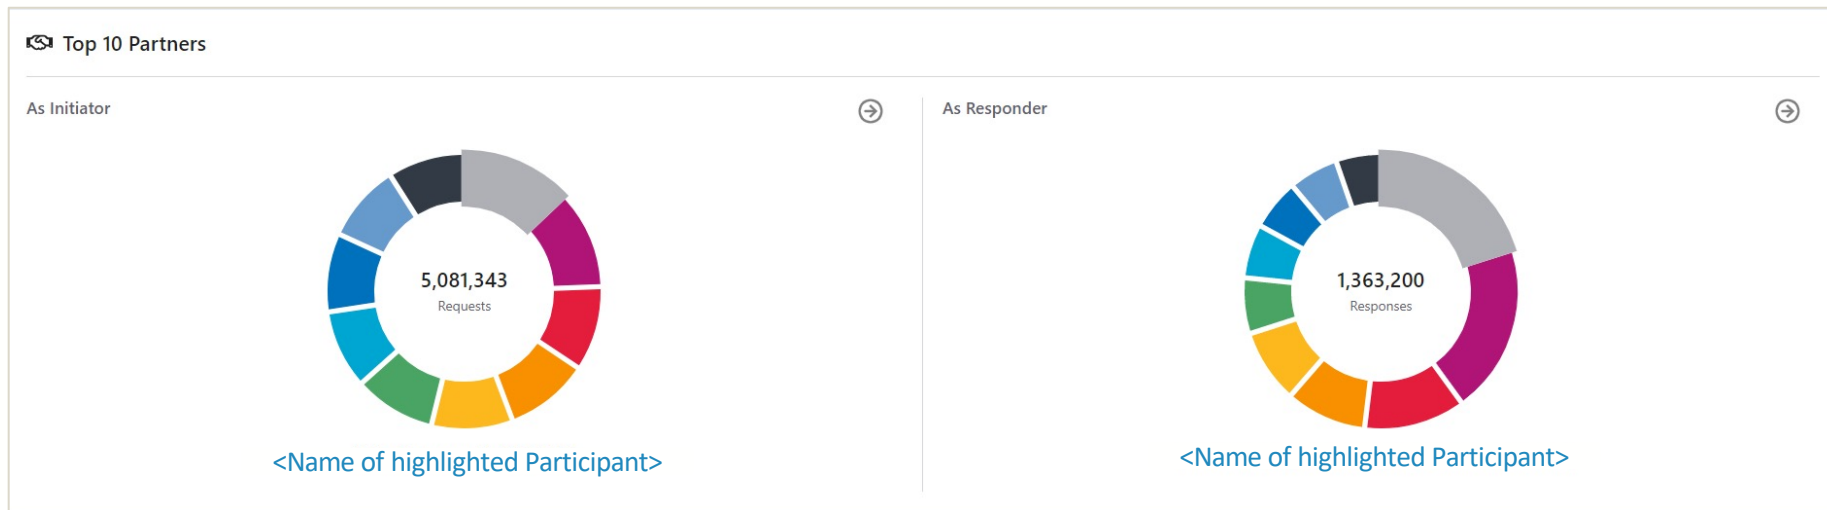 Top 10 Partners
As Initiator
5,081,343
Requests
<Name of highlighted Participant>
As Responder
1,363,200
Responses
<Name of highlighted Participant>